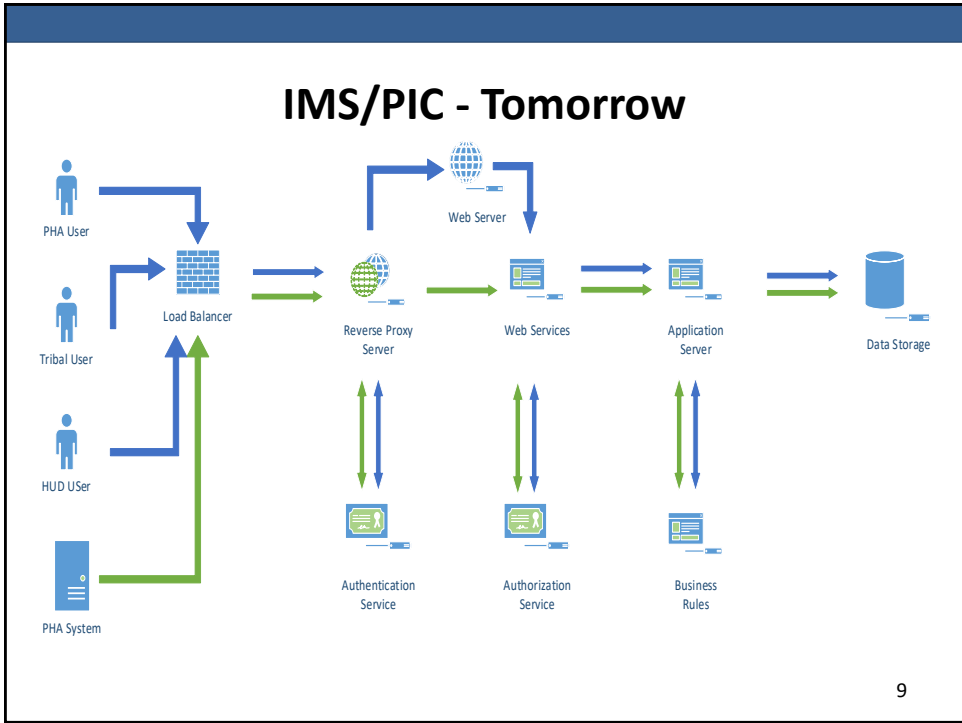 IMS/PIC - Tomorrow
PHA User
Tribal User
HUD USer
PHA System
Load Balancer
Reverse Proxy
Server
Web Server
Web Services
Application
Server
Data Storage
Authentication
Service
Authorization
Service
Business
Rules
9